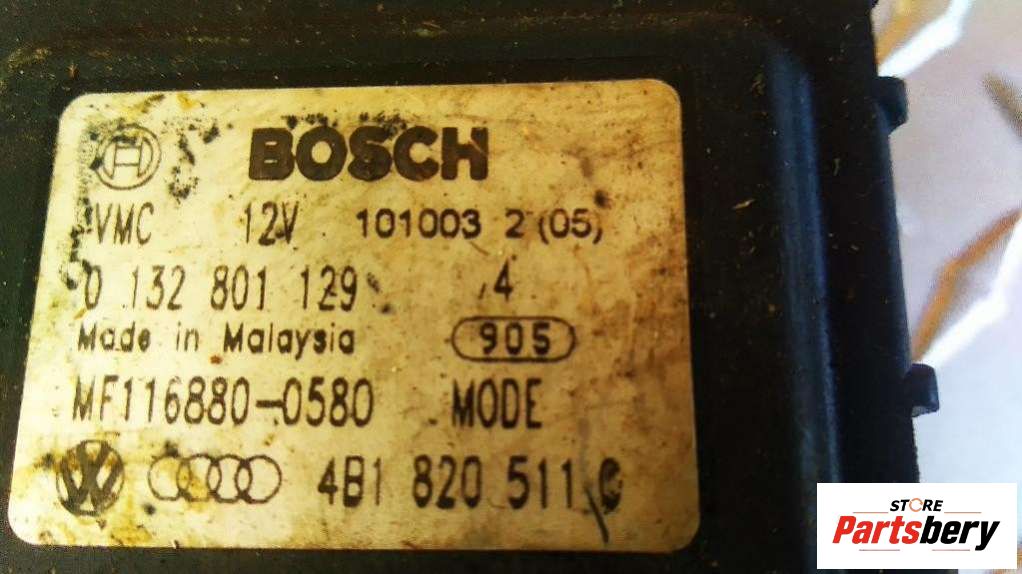 BOSCH
VMC 12V 101003 2 (05)
0 132 801 129 4
Made in Malaysia 905
MF116880-0580 MODE
4B1 820 511 C
STORE
Partsbery